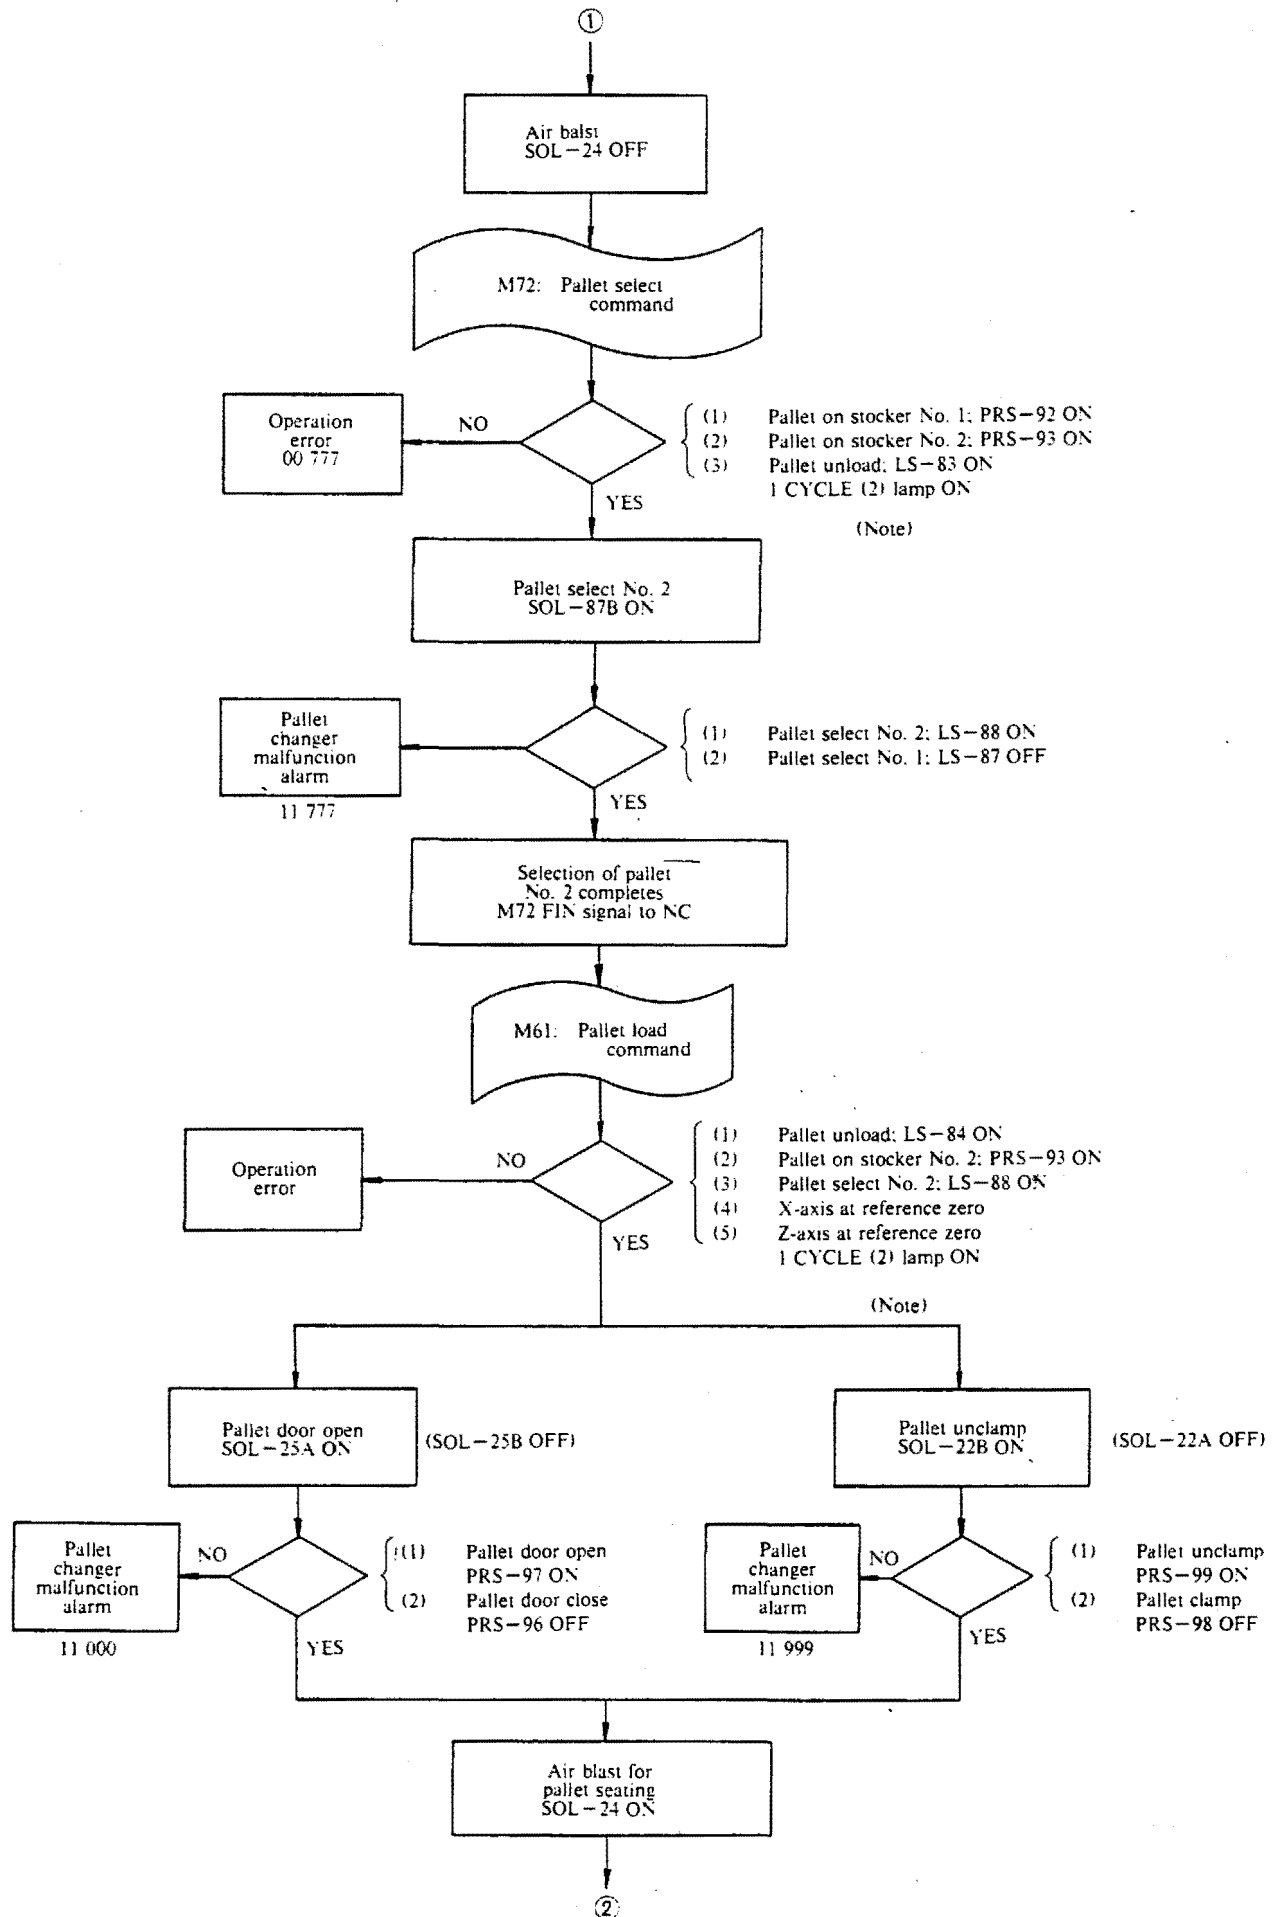 ①
Air balst
SOL-24 OFF
M72: Pallet select
command
Operation
error
00 777
NO
(1) Pallet on stocker No. 1; PRS-92 ON
(2) Pallet on stocker No. 2; PRS-93 ON
(3) Pallet unload; LS-83 ON
1 CYCLE (2) lamp ON
YES
(Note)
Pallet select No. 2
SOL-87B ON
Pallet
changer
malfunction
alarm
11 777
(1) Pallet select No. 2; LS-88 ON
(2) Pallet select No. 1; LS-87 OFF
YES
Selection of pallet
No. 2 completes
M72 FIN signal to NC
M61: Pallet load
command
Operation
error
NO
(1) Pallet unload; LS-84 ON
(2) Pallet on stocker No. 2; PRS-93 ON
(3) Pallet select No. 2; LS-88 ON
(4) X-axis at reference zero
(5) Z-axis at reference zero
1 CYCLE (2) lamp ON
YES
(Note)
Pallet door open
SOL-25A ON
(SOL-25B OFF)
Pallet unclamp
SOL-22B ON
(SOL-22A OFF)
Pallet
changer
malfunction
alarm
11 000
NO
(1) Pallet door open
PRS-97 ON
(2) Pallet door close
PRS-96 OFF
YES
Pallet
changer
malfunction
alarm
11 999
NO
(1) Pallet unclamp
PRS-99 ON
(2) Pallet clamp
PRS-98 OFF
YES
Air blast for
pallet seating
SOL-24 ON
②